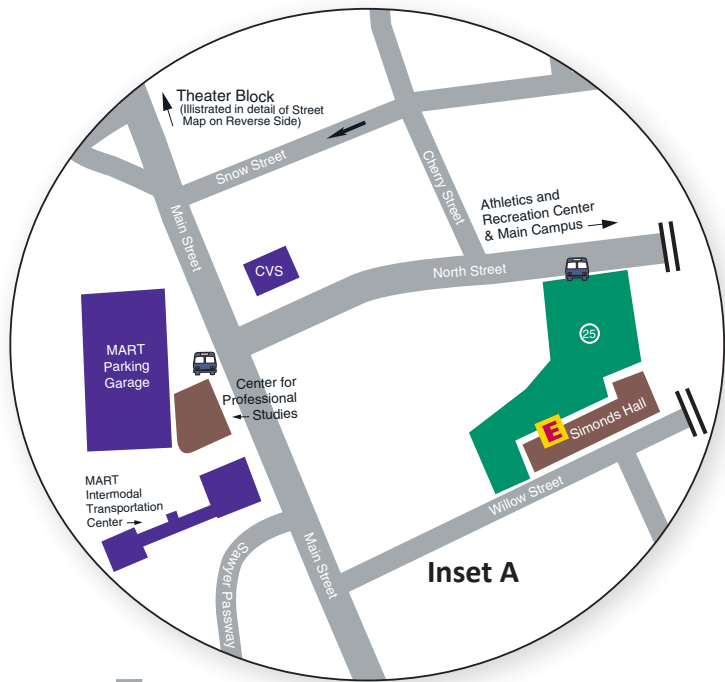 Theater Block
(Illustrated in detail of Street
Map on Reverse Side)
Snow Street
Cherry Street
Main Street
Athletics and
Recreation Center
& Main Campus
CVS
North Street
25
MART
Parking
Garage
Center for
Professional
Studies
E
Simonds Hall
MART
Intermodal
Transportation
Center
Willow Street
Sawyer Passway
Main Street
Inset A